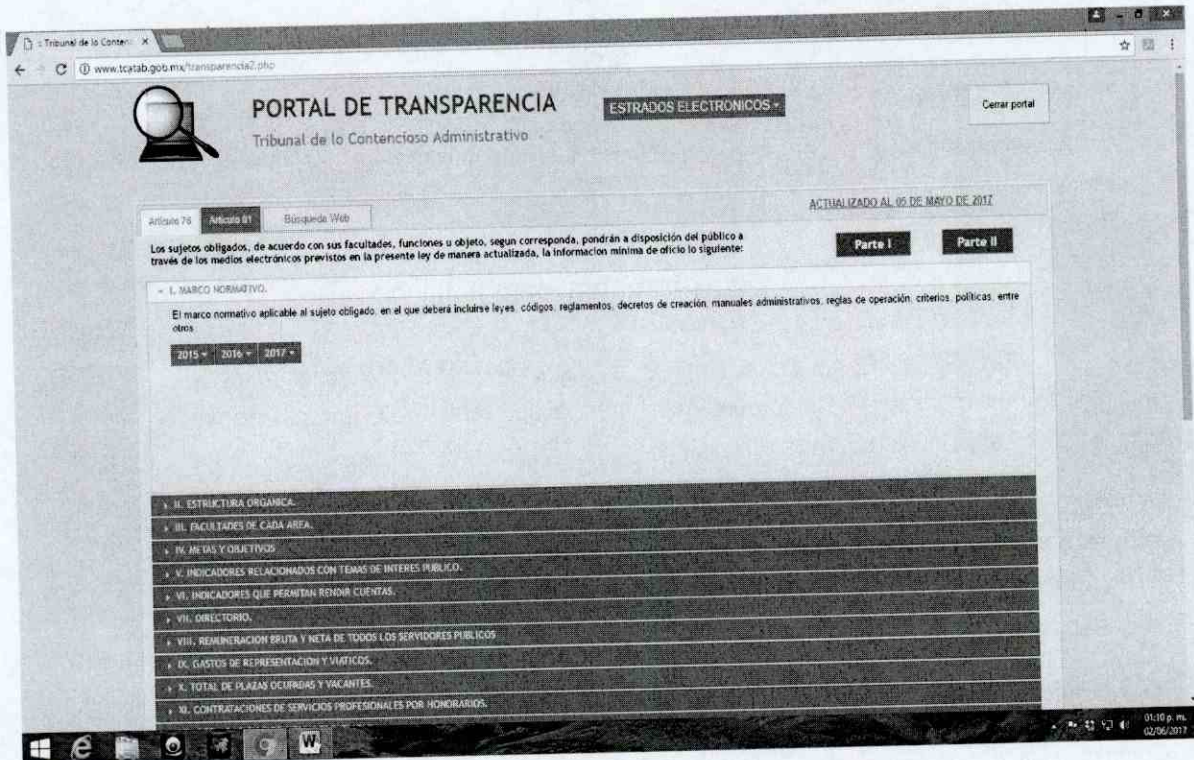 : Tribunal de lo Conten
www.tcatab.gob.mx/transparencia2.php
PORTAL DE TRANSPARENCIA
ESTRADOS ELECTRONICOS
Cerrar portal
Tribunal de lo Contencioso Administrativo
ACTUALIZADO AL 05 DE MAYO DE 2017
Artículo 76
Artículo 81
Búsqueda Web
Los sujetos obligados, de acuerdo con sus facultades, funciones u objeto, segun corresponda, pondrán a disposición del público a
través de los medios electrónicos previstos en la presente ley de manera actualizada, la informacion mínima de oficio lo siguiente:
Parte I
Parte II
I. MARCO NORMATIVO.
El marco normativo aplicable al sujeto obligado, en el que deberá incluirse leyes, códigos, reglamentos, decretos de creación, manuales administrativos, reglas de operación, criterios, políticas, entre
otros
2015
2016
2017
II. ESTRUCTURA ORGANICA.
III. FACULTADES DE CADA AREA.
IV. METAS Y OBJETIVOS
V. INDICADORES RELACIONADOS CON TEMAS DE INTERES PUBLICO.
VI. INDICADORES QUE PERMITAN RENDIR CUENTAS.
VII. DIRECTORIO.
VIII. REMUNERACION BRUTA Y NETA DE TODOS LOS SERVIDORES PUBLICOS
IX. GASTOS DE REPRESENTACION Y VIATICOS.
X. TOTAL DE PLAZAS OCUPADAS Y VACANTES.
XI. CONTRATACIONES DE SERVICIOS PROFESIONALES POR HONORARIOS.
01:10 p. m.
02/06/2017